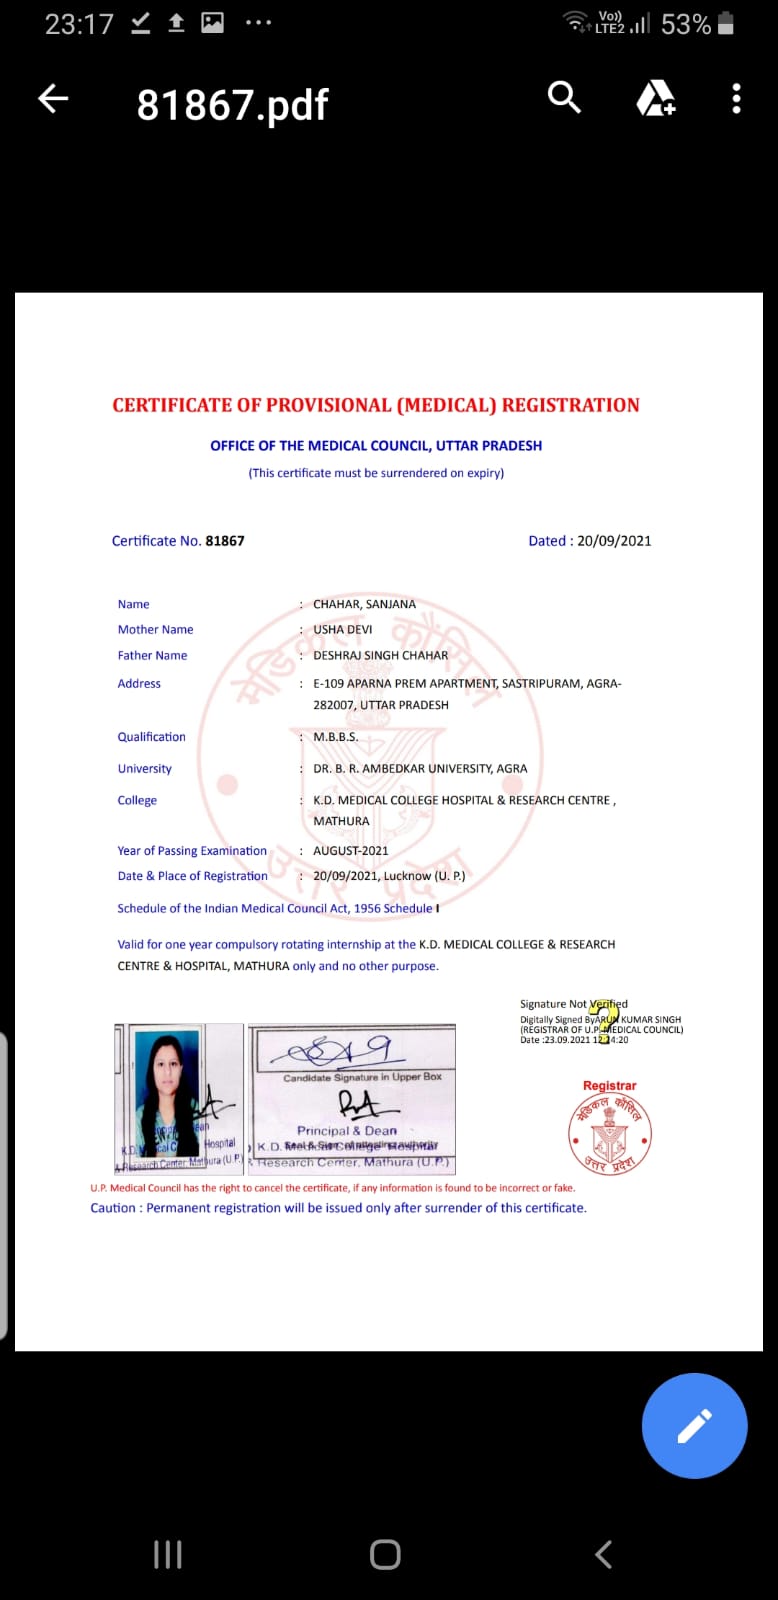 23:17 ... Vo)) LTE2 53%
81867.pdf
CERTIFICATE OF PROVISIONAL (MEDICAL) REGISTRATION
OFFICE OF THE MEDICAL COUNCIL, UTTAR PRADESH
(This certificate must be surrendered on expiry)
Certificate No. 81867 Dated : 20/09/2021
Name : CHAHAR, SANJANA
Mother Name : USHA DEVI
Father Name : DESHRAJ SINGH CHAHAR
Address : E-109 APARNA PREM APARTMENT, SASTRIPURAM, AGRA-
282007, UTTAR PRADESH
Qualification : M.B.B.S.
University : DR. B. R. AMBEDKAR UNIVERSITY, AGRA
College : K.D. MEDICAL COLLEGE HOSPITAL & RESEARCH CENTRE ,
MATHURA
Year of Passing Examination : AUGUST-2021
Date & Place of Registration : 20/09/2021, Lucknow (U. P.)
Schedule of the Indian Medical Council Act, 1956 Schedule I
Valid for one year compulsory rotating internship at the K.D. MEDICAL COLLEGE & RESEARCH
CENTRE & HOSPITAL, MATHURA only and no other purpose.
मेडिकल कौंसिल
उत्तर प्रदेश
Signature Not Verified
Digitally Signed By ARUN KUMAR SINGH
(REGISTRAR OF U.P. MEDICAL COUNCIL)
Date :23.09.2021 12:24:20
Candidate Signature in Upper Box
Principal & Dean
K.D. Medical College Hospital
Seal & Sign of attesting authority
Research Center, Mathura (U.P.)
Hospital
Research Center Mathura (U.P.)
Registrar
मेडिकल कौंसिल
उत्तर प्रदेश
U.P. Medical Council has the right to cancel the certificate, if any information is found to be incorrect or fake.
Caution : Permanent registration will be issued only after surrender of this certificate.